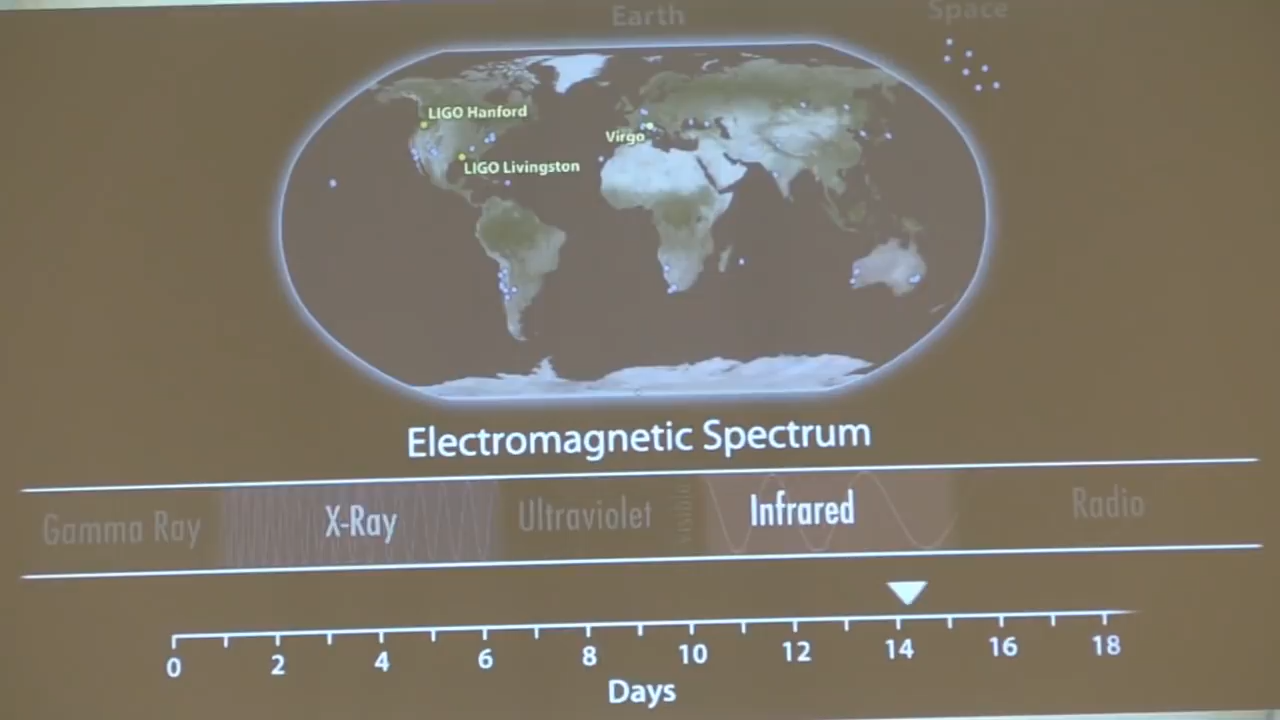 Earth Space
LIGO Hanford
Virgo
LIGO Livingston
Electromagnetic Spectrum
Gamma Ray X-Ray Ultraviolet visible Infrared Radio
0 2 4 6 8 10 12 14 16 18
Days